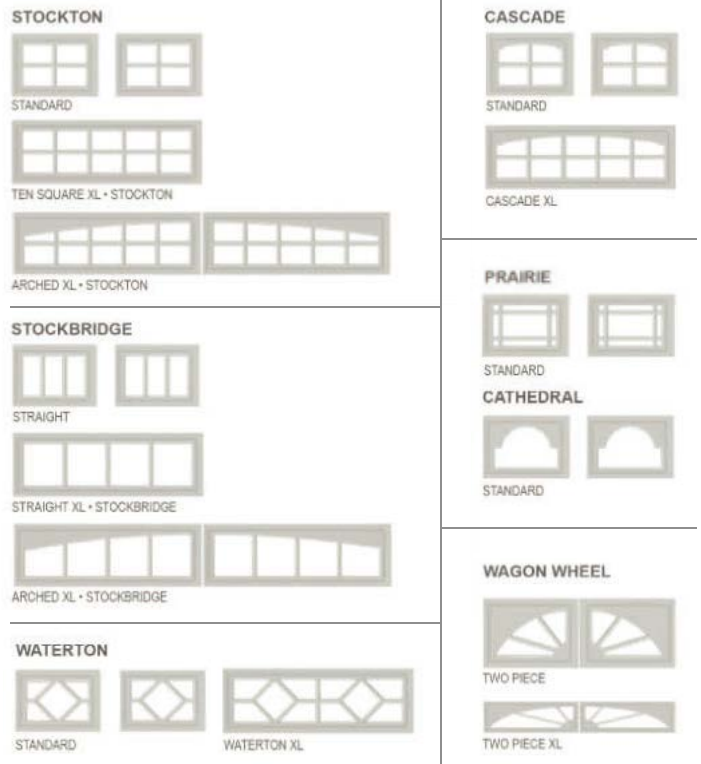 STOCKTON
STANDARD
TEN SQUARE XL • STOCKTON
ARCHED XL • STOCKTON
STOCKBRIDGE
STRAIGHT
STRAIGHT XL • STOCKBRIDGE
ARCHED XL • STOCKBRIDGE
WATERTON
STANDARD
WATERTON XL
CASCADE
STANDARD
CASCADE XL
PRAIRIE
STANDARD
CATHEDRAL
STANDARD
WAGON WHEEL
TWO PIECE
TWO PIECE XL